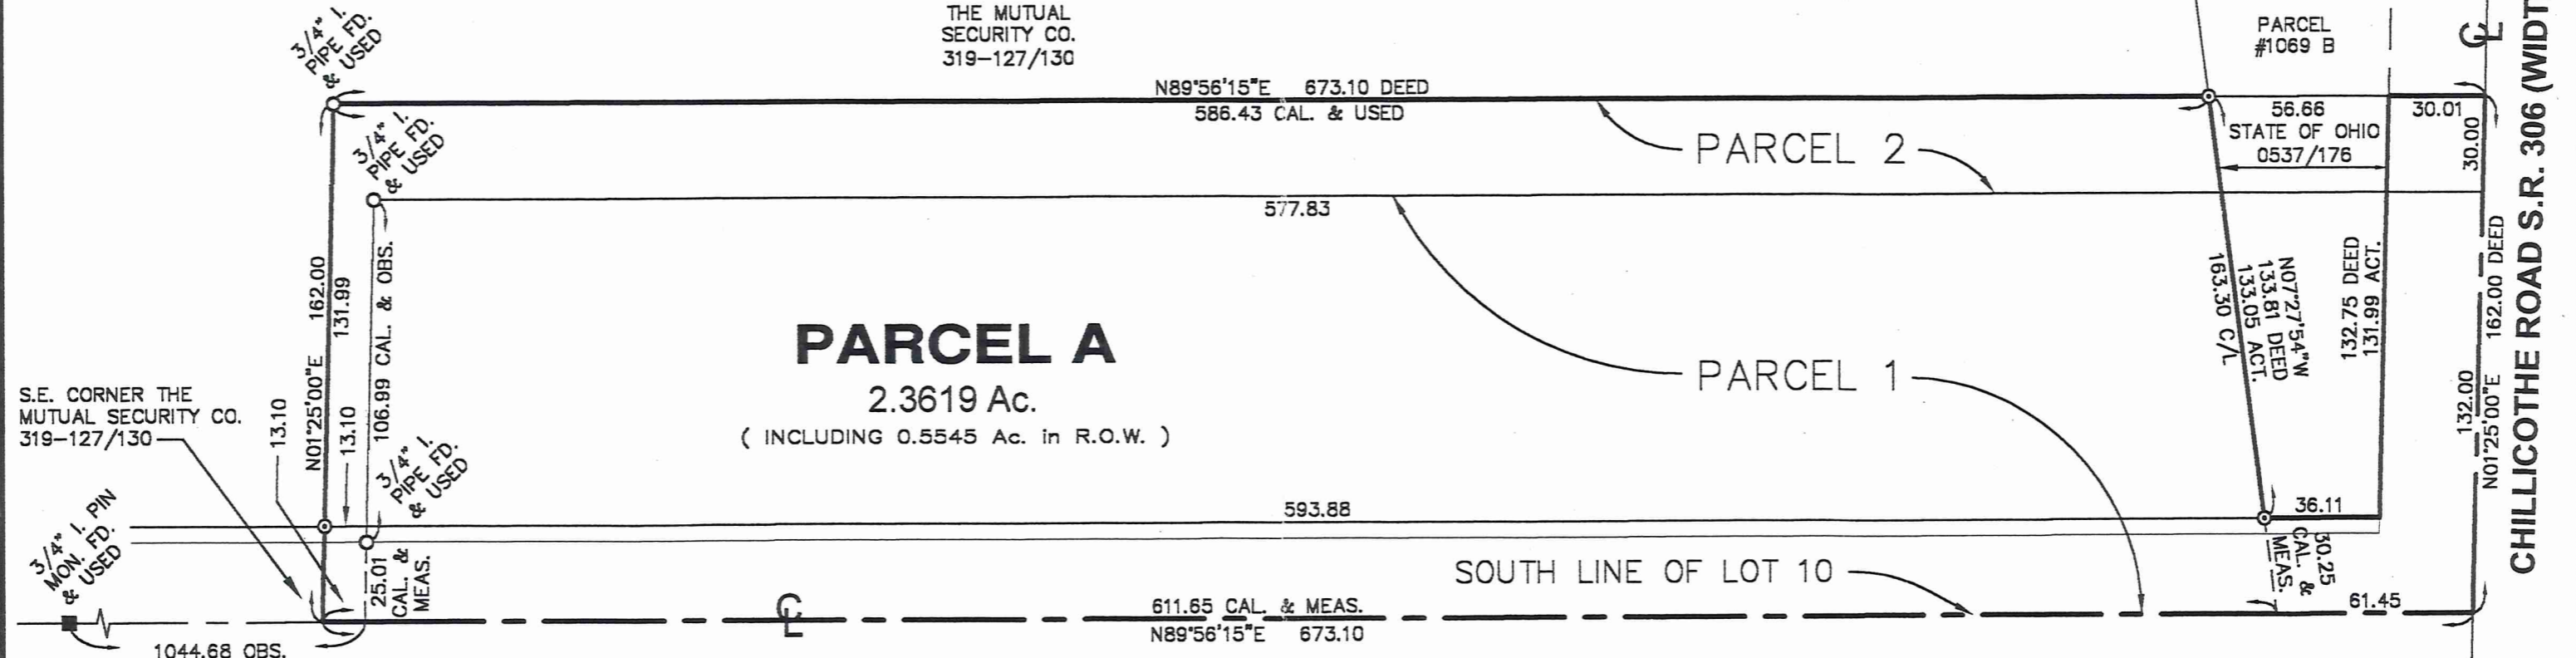 THE MUTUAL
SECURITY CO.
319-127/130
PARCEL
#1069 B
C L
3/4" I.
PIPE FD.
& USED
N89°56'15"E 673.10 DEED
586.43 CAL. & USED
56.66
30.01
STATE OF OHIO
0537/176
30.00
PARCEL 2
3/4" I.
PIPE FD.
& USED
577.83
162.00
131.99
N01°25'00"E
106.99 CAL. & OBS.
PARCEL A
2.3619 Ac.
( INCLUDING 0.5545 Ac. in R.O.W. )
PARCEL 1
N07°27'54"W
133.81 DEED
133.05 ACT.
163.30 C/L
132.75 DEED
131.99 ACT.
162.00 DEED
N01°25'00"E
132.00
CHILLICOTHE ROAD S.R. 306 (WIDT
S.E. CORNER THE
MUTUAL SECURITY CO.
319-127/130
13.10
13.10
3/4" I.
PIPE FD.
& USED
593.88
36.11
3/4" I. PIN
MON. FD.
& USED
25.01
CAL. &
MEAS.
30.25
CAL. &
MEAS.
SOUTH LINE OF LOT 10
C L
611.65 CAL. & MEAS.
61.45
N89°56'15"E 673.10
1044.68 OBS.